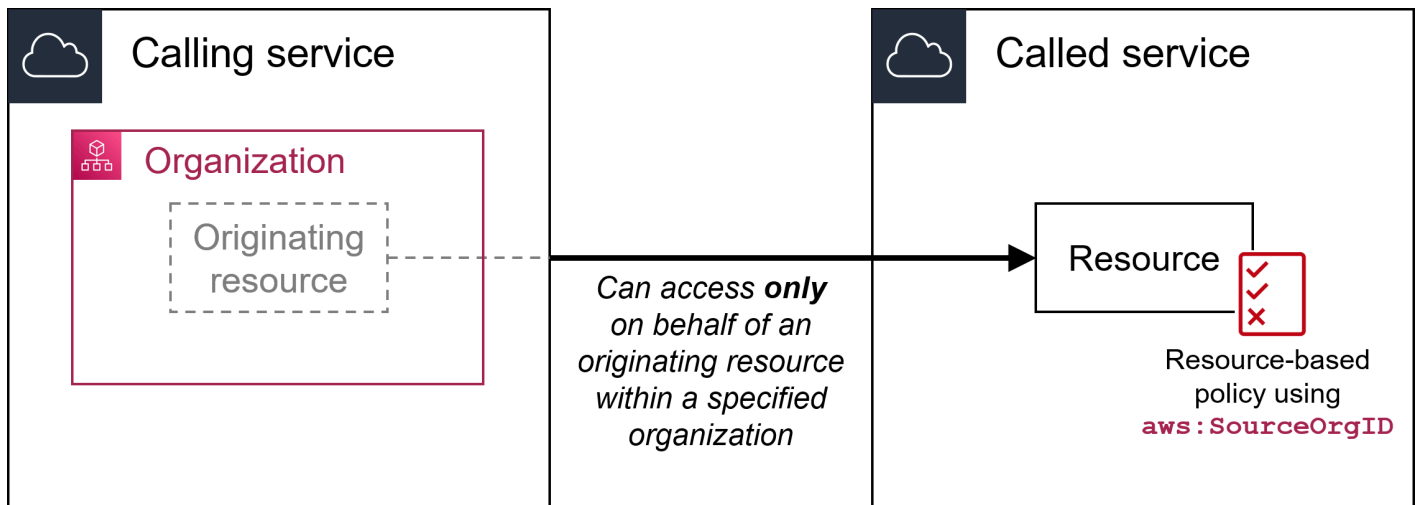 Calling service
Organization
Originating
resource
Can access only
on behalf of an
originating resource
within a specified
organization
Called service
Resource
Resource-based
policy using
aws:SourceOrgID